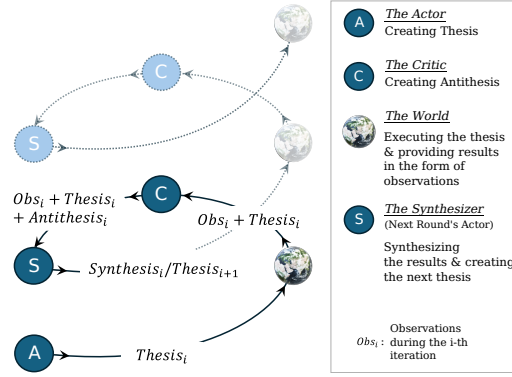 C
S
Obs_i + Thesis_i
+ Antithesis_i
C
Obs_i + Thesis_i
S
Synthesis_i/Thesis_{i+1}
A
Thesis_i
A
The Actor
Creating Thesis
C
The Critic
Creating Antithesis
The World
Executing the thesis
& providing results
in the form of
observations
S
The Synthesizer
(Next Round's Actor)
Synthesizing
the results & creating
the next thesis
Obs_i :
Observations
during the i-th
iteration